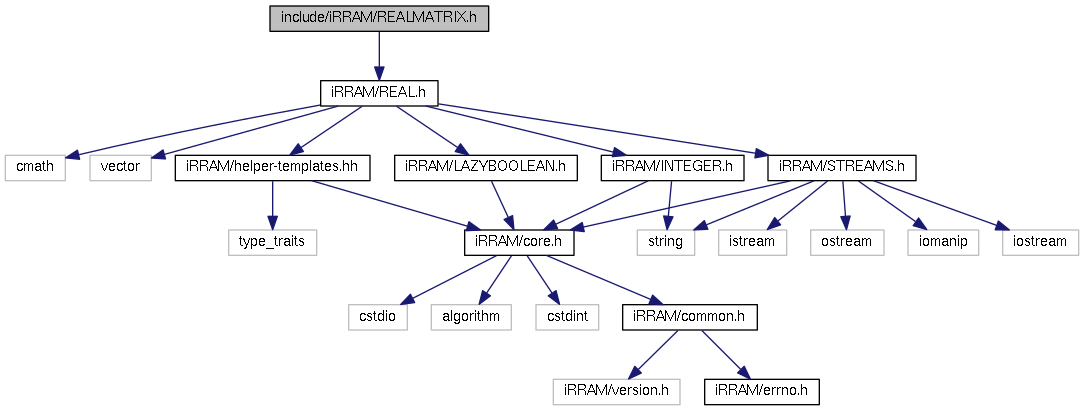 include/iRRAM/REALMATRIX.h
iRRAM/REAL.h
cmath
vector
iRRAM/helper-templates.hh
iRRAM/LAZYBOOLEAN.h
iRRAM/INTEGER.h
iRRAM/STREAMS.h
type_traits
iRRAM/core.h
string
istream
ostream
iomanip
iostream
cstdio
algorithm
cstdint
iRRAM/common.h
iRRAM/version.h
iRRAM/errno.h